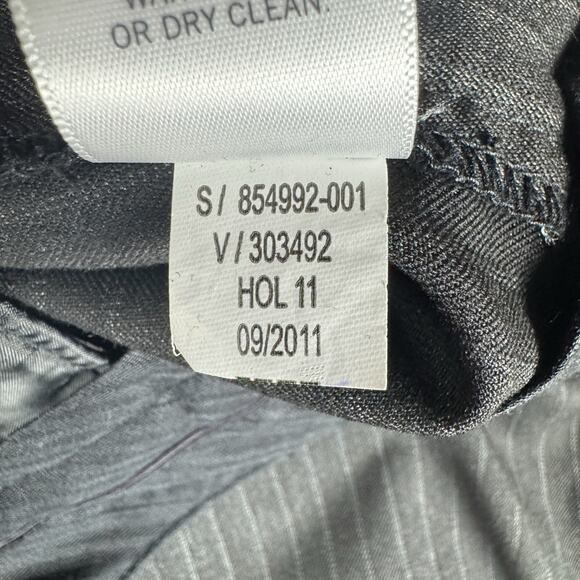 OR DRY CLEAN.
S/ 854992-001
V/303492
HOL 11
09/2011